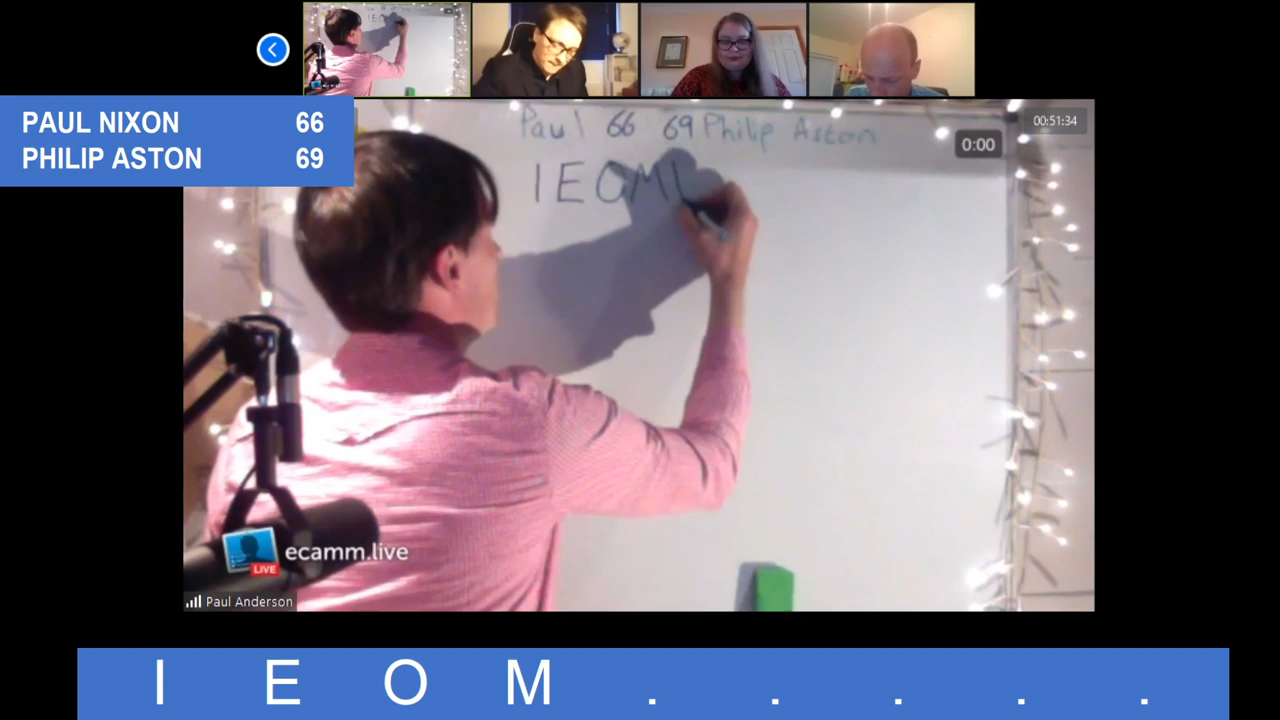 PAUL NIXON 66
PHILIP ASTON 69
Paul 66 69 Philip Aston
00:51:34
0:00
IEOM
ecamm.live
LIVE
Paul Anderson
I E O M . . . . .